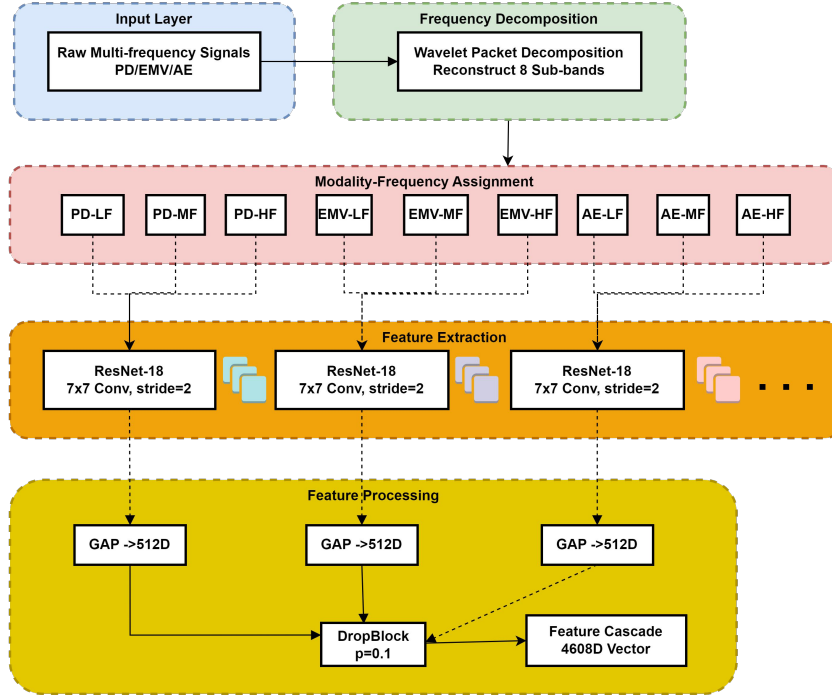 Input Layer
Frequency Decomposition
Raw Multi-frequency Signals
PD/EMV/AE
Wavelet Packet Decomposition
Reconstruct 8 Sub-bands
Modality-Frequency Assignment
PD-LF
PD-MF
PD-HF
EMV-LF
EMV-MF
EMV-HF
AE-LF
AE-MF
AE-HF
Feature Extraction
ResNet-18
7x7 Conv, stride=2
ResNet-18
7x7 Conv, stride=2
ResNet-18
7x7 Conv, stride=2
Feature Processing
GAP ->512D
GAP ->512D
GAP ->512D
DropBlock
p=0.1
Feature Cascade
4608D Vector